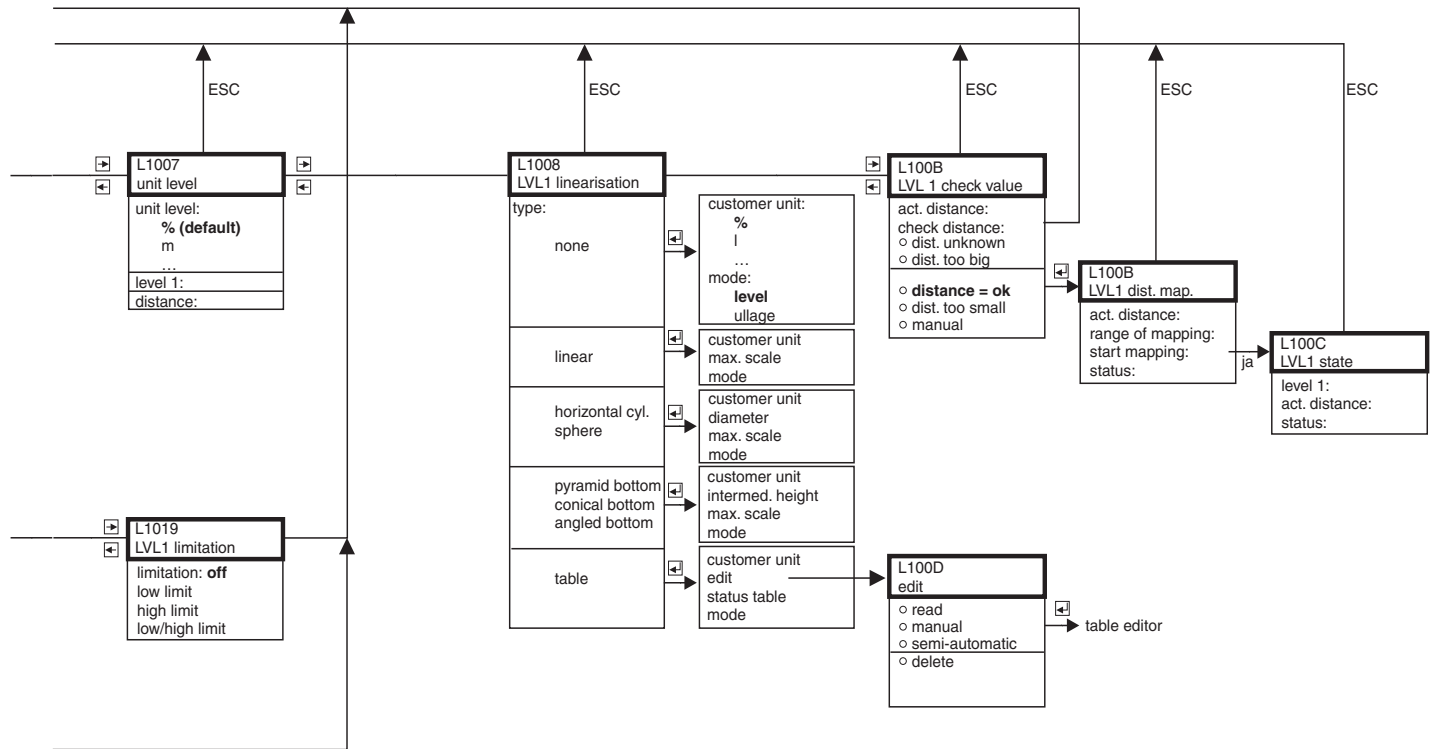 ESC
ESC
ESC
ESC
ESC
L1007
unit level
unit level:
% (default)
m
...
level 1:
distance:
L1008
LVL1 linearisation
type:
none
customer unit:
%
l
...
mode:
level
ullage
linear
customer unit
max. scale
mode
horizontal cyl.
sphere
customer unit
diameter
max. scale
mode
pyramid bottom
conical bottom
angled bottom
customer unit
intermed. height
max. scale
mode
table
customer unit
edit
status table
mode
L100B
LVL 1 check value
act. distance:
check distance:
dist. unknown
dist. too big
distance = ok
dist. too small
manual
L100B
LVL1 dist. map.
act. distance:
range of mapping:
start mapping:
status:
ja
L100C
LVL1 state
level 1:
act. distance:
status:
L1019
LVL1 limitation
limitation: off
low limit
high limit
low/high limit
L100D
edit
read
manual
semi-automatic
delete
table editor